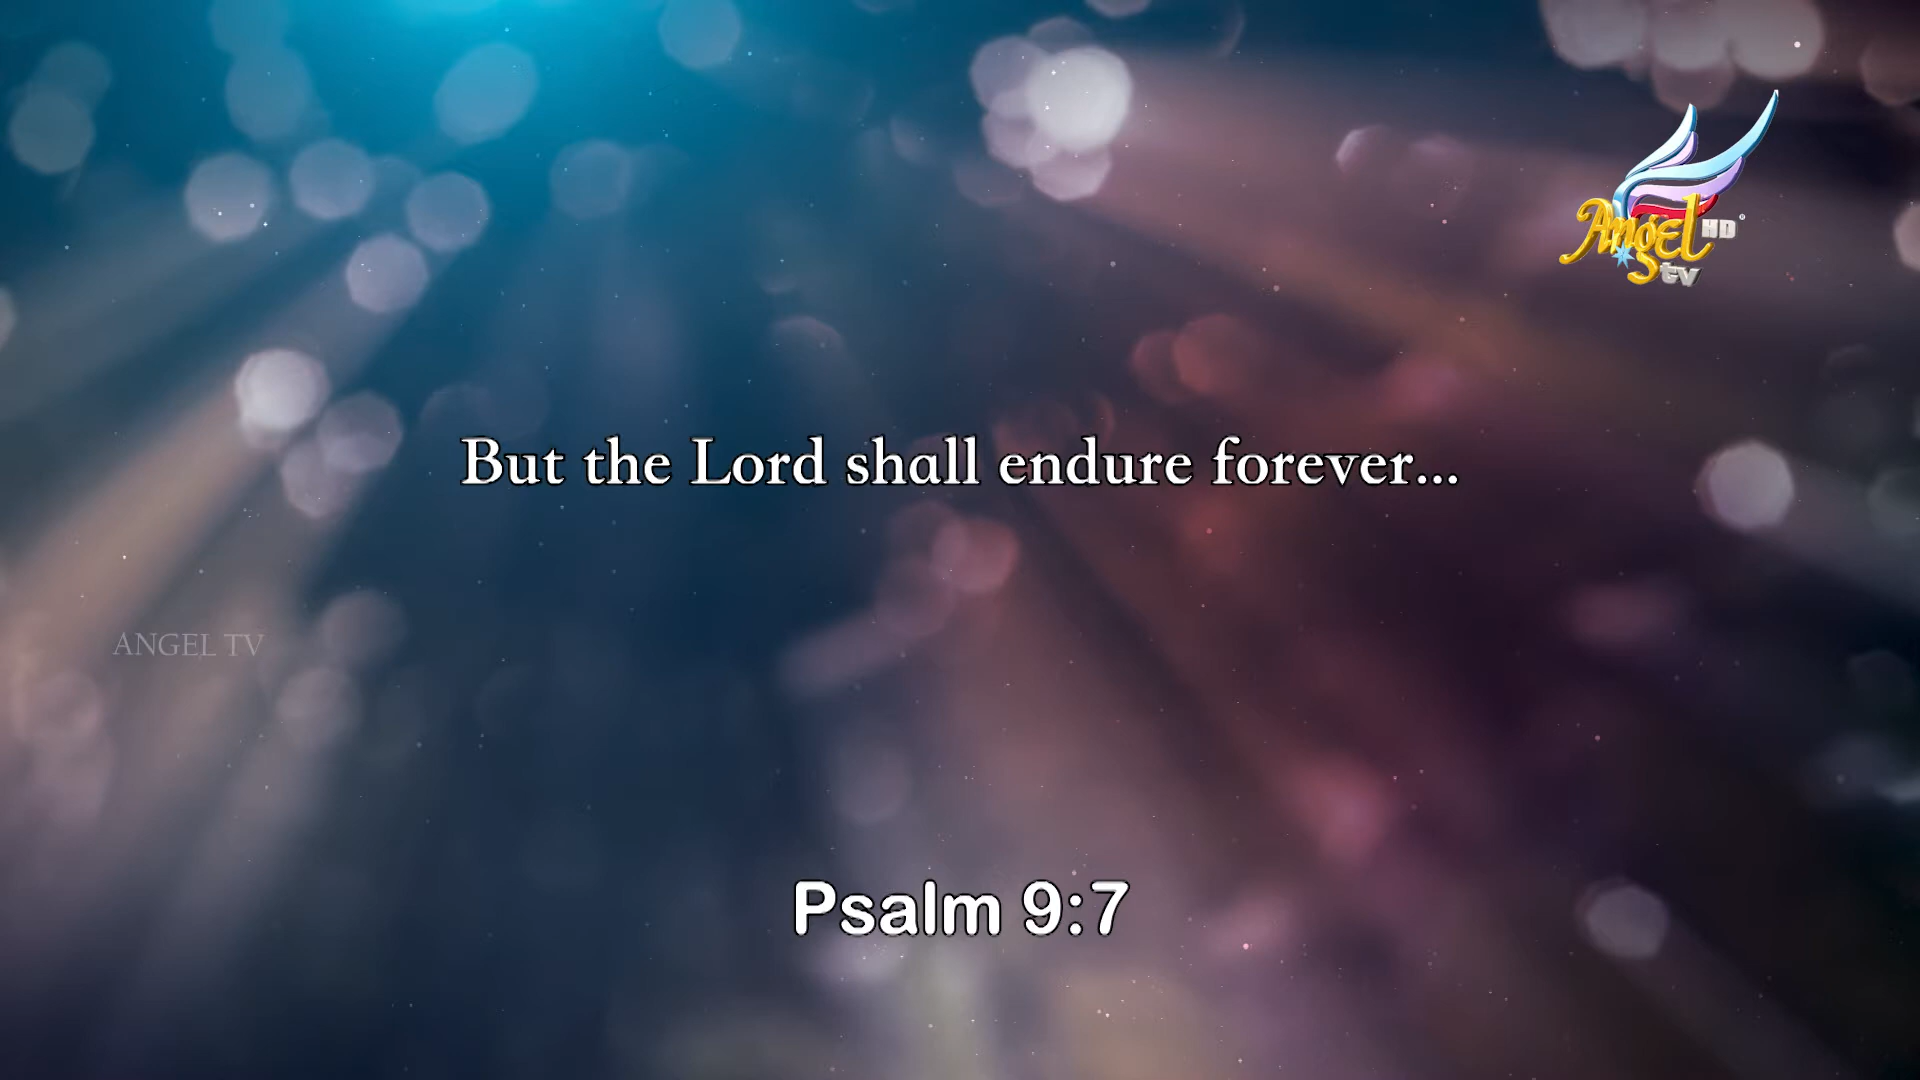 Angel HD
tv
But the Lord shall endure forever...
ANGEL TV
Psalm 9:7